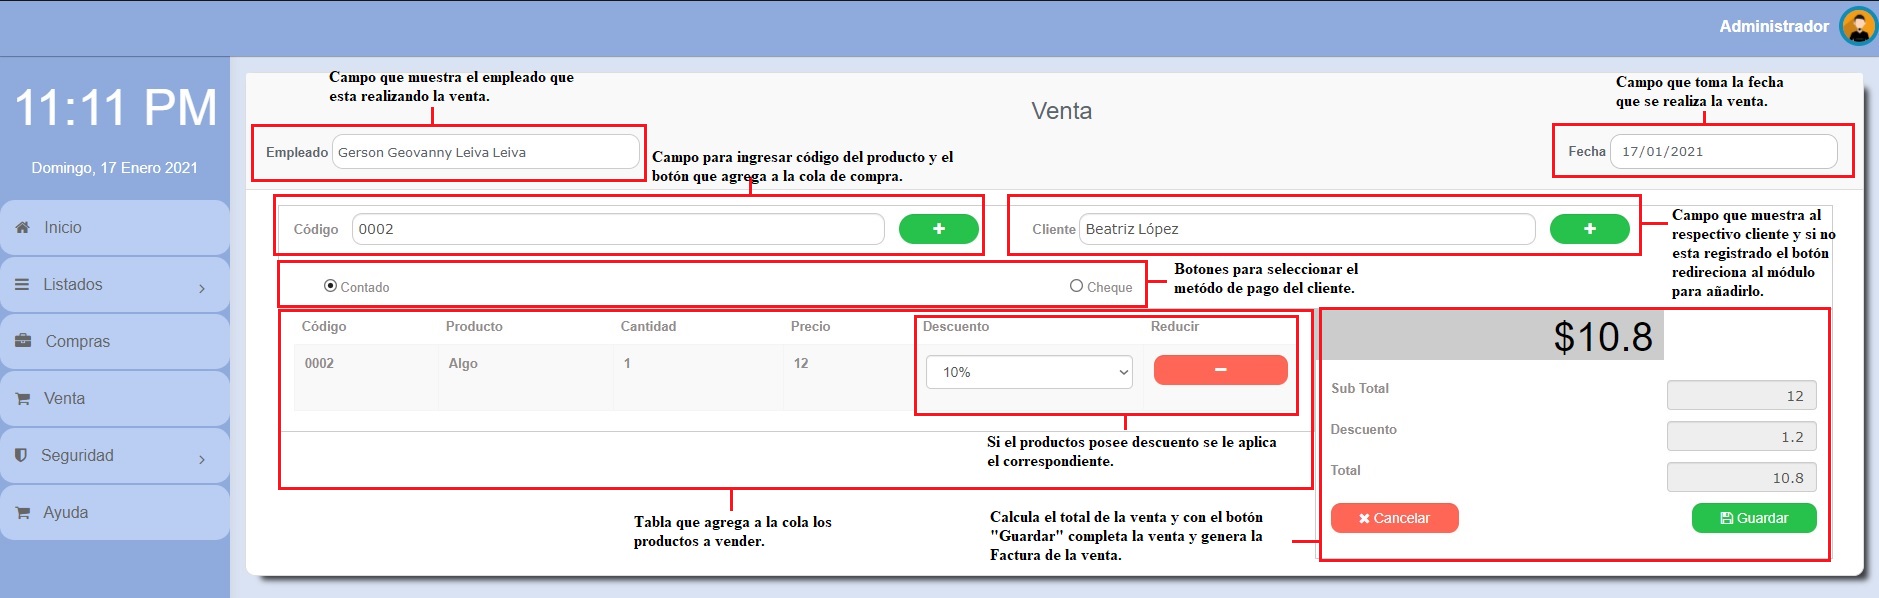 Administrador
11:11 PM
Domingo, 17 Enero 2021
Inicio
Listados
Compras
Venta
Seguridad
Ayuda
Campo que muestra el empleado que
esta realizando la venta.
Venta
Campo que toma la fecha
que se realiza la venta.
Empleado Gerson Geovanny Leiva Leiva
Fecha 17/01/2021
Campo para ingresar código del producto y el
botón que agrega a la cola de compra.
Código 0002
Cliente Beatriz López
Campo que muestra al
respectivo cliente y si no
esta registrado el botón
redireciona al módulo
para añadirlo.
Contado Cheque
Botones para seleccionar el
metódo de pago del cliente.
Código Producto Cantidad Precio Descuento Reducir
0002 Algo 1 12 10%
Si el productos posee descuento se le aplica
el correspondiente.
Tabla que agrega a la cola los
productos a vender.
$10.8
Sub Total 12
Descuento 1.2
Total 10.8
Cancelar Guardar
Calcula el total de la venta y con el botón
"Guardar" completa la venta y genera la
Factura de la venta.